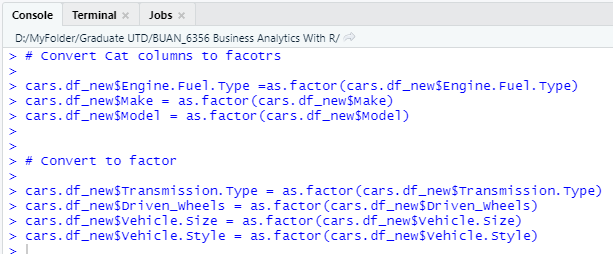 Console Terminal × Jobs ×
D:/MyFolder/Graduate UTD/BUAN_6356 Business Analytics With R/
> # Convert Cat columns to facotrs
>
> cars.df_new$Engine.Fuel.Type =as.factor(cars.df_new$Engine.Fuel.Type)
> cars.df_new$Make = as.factor(cars.df_new$Make)
> cars.df_new$Model = as.factor(cars.df_new$Model)
>
>
> # Convert to factor
>
> cars.df_new$Transmission.Type = as.factor(cars.df_new$Transmission.Type)
> cars.df_new$Driven_Wheels = as.factor(cars.df_new$Driven_Wheels)
> cars.df_new$Vehicle.Size = as.factor(cars.df_new$Vehicle.Size)
> cars.df_new$Vehicle.Style = as.factor(cars.df_new$Vehicle.Style)
>